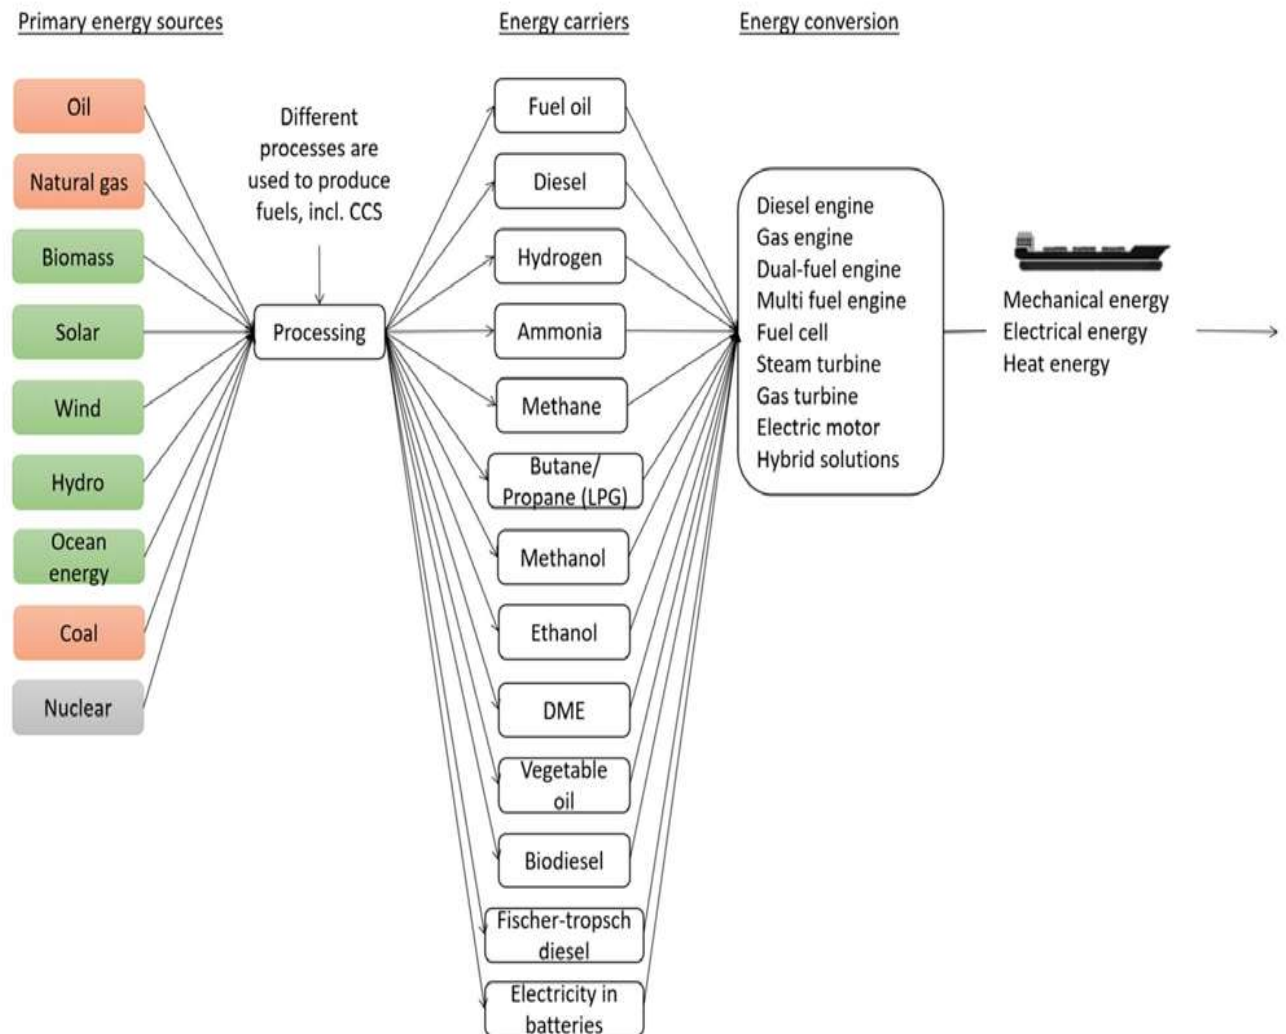 Primary energy sources
Energy carriers
Energy conversion
Oil
Natural gas
Biomass
Solar
Wind
Hydro
Ocean
energy
Coal
Nuclear
Different
processes are
used to produce
fuels, incl. CCS
Processing
Fuel oil
Diesel
Hydrogen
Ammonia
Methane
Butane/
Propane (LPG)
Methanol
Ethanol
DME
Vegetable
oil
Biodiesel
Fischer-tropsch
diesel
Electricity in
batteries
Diesel engine
Gas engine
Dual-fuel engine
Multi fuel engine
Fuel cell
Steam turbine
Gas turbine
Electric motor
Hybrid solutions
Mechanical energy
Electrical energy
Heat energy